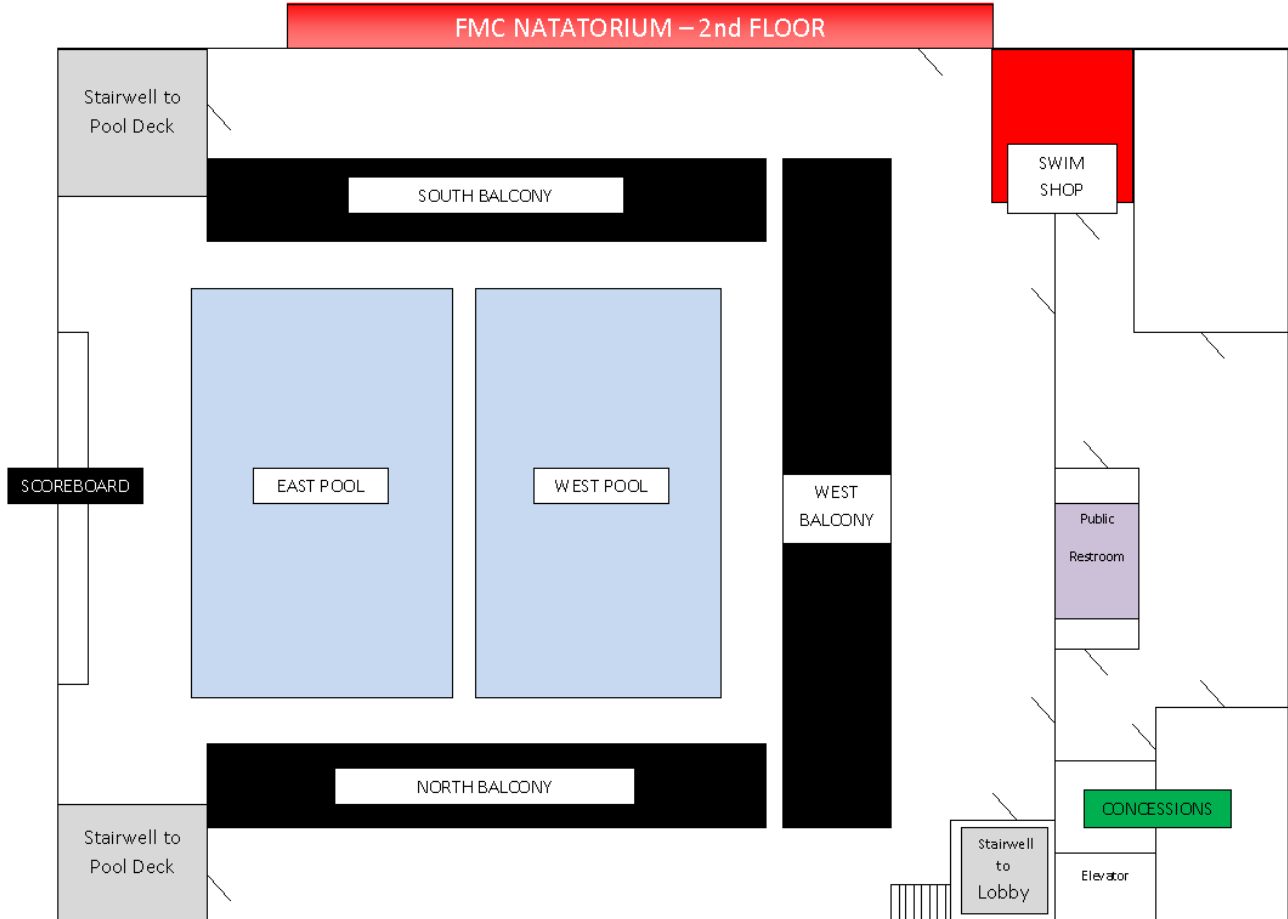 FMC NATATORIUM – 2nd FLOOR
Stairwell to
Pool Deck
SWIM
SHOP
SOUTH BALCONY
SCOREBOARD
EAST POOL
WEST POOL
WEST
BALCONY
Public
Restroom
NORTH BALCONY
CONCESSIONS
Stairwell to
Pool Deck
Stairwell
to
Lobby
Elevator